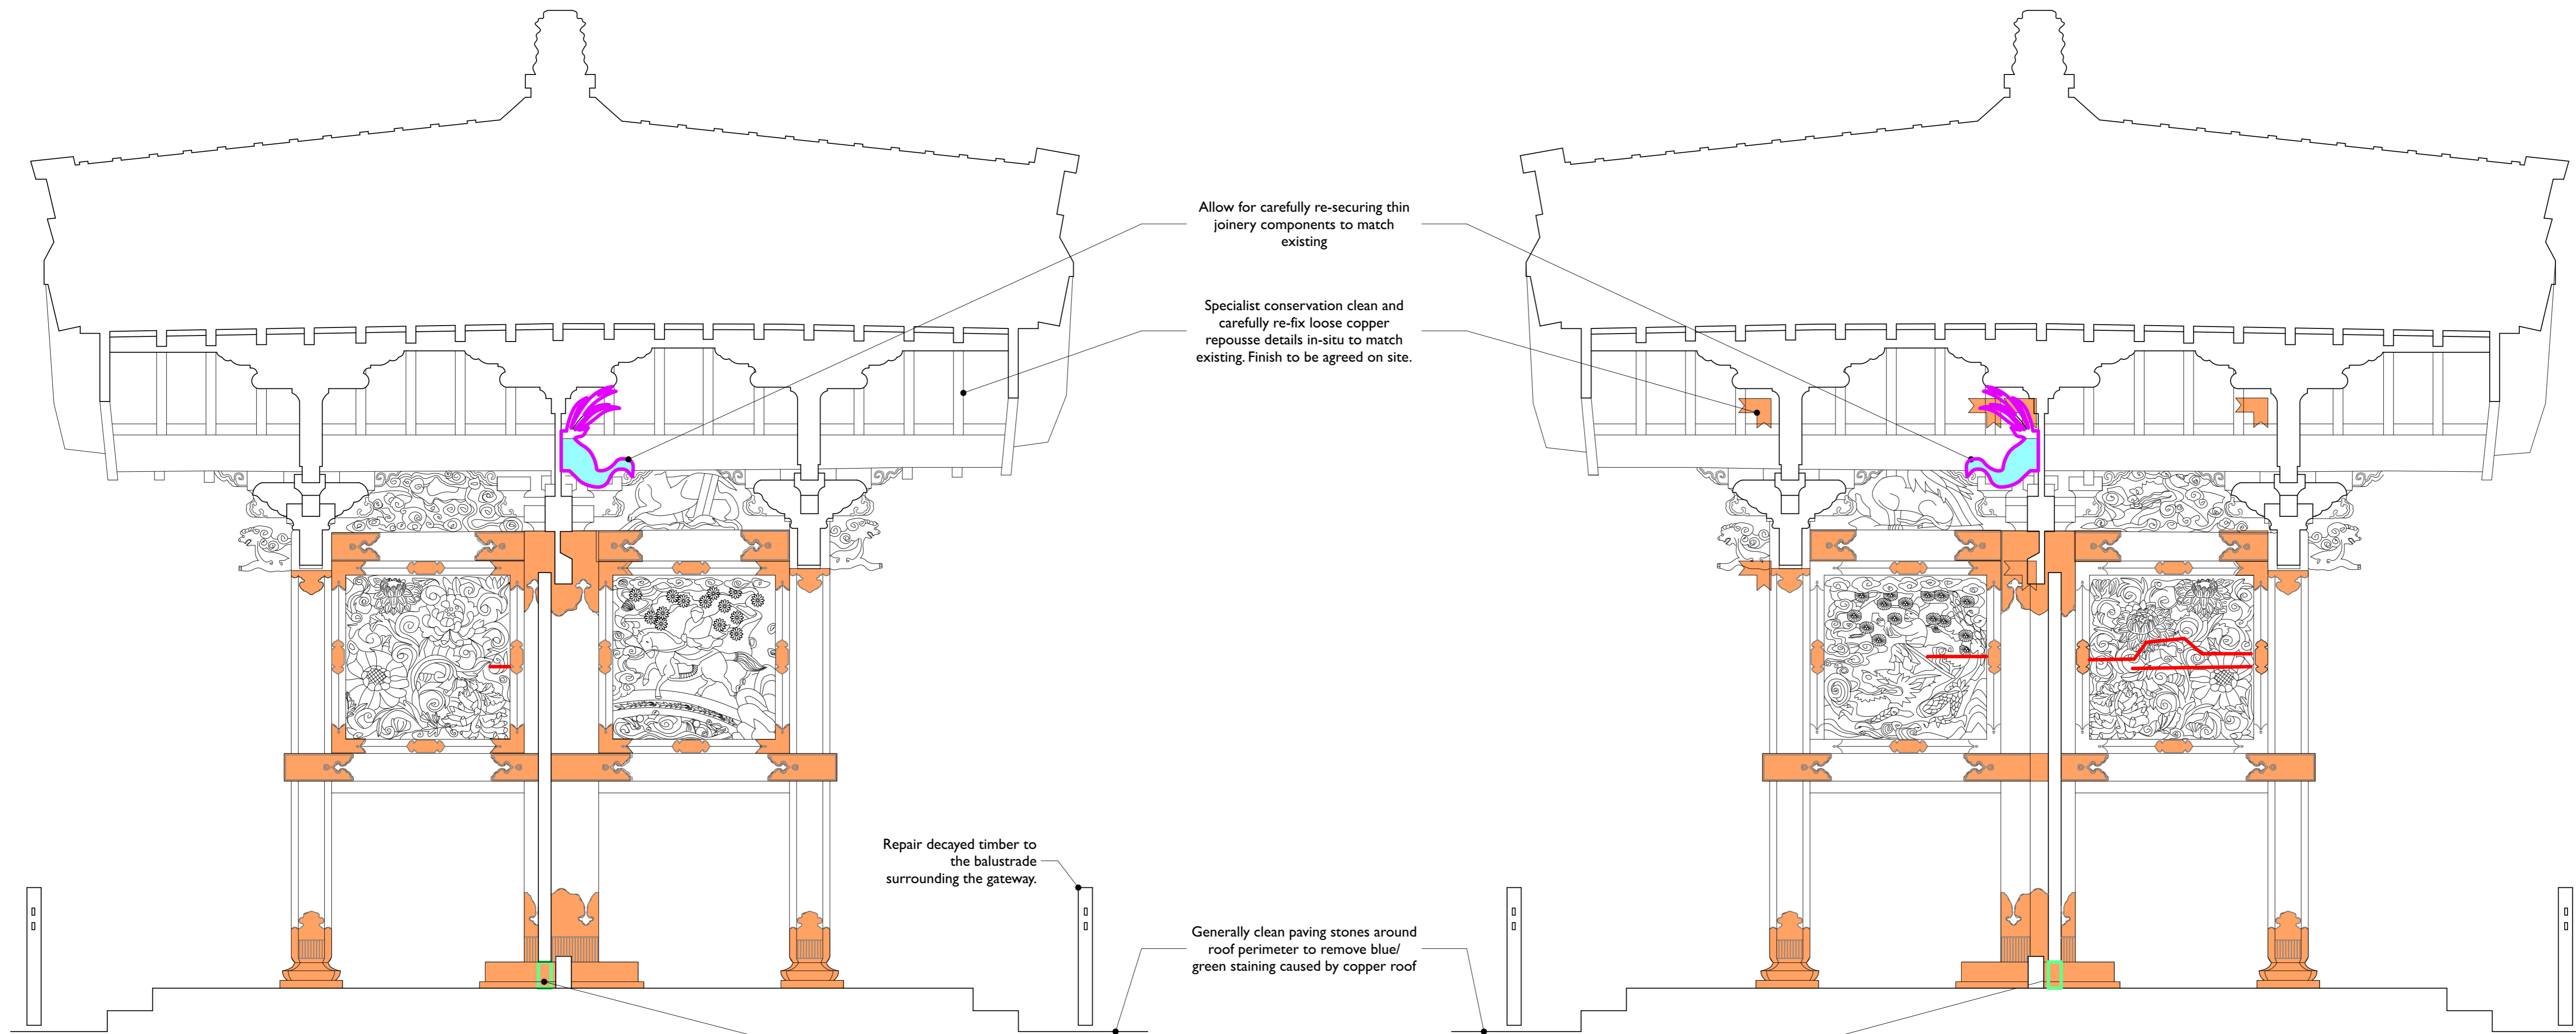 Allow for carefully re-securing thin
joinery components to match
existing
Specialist conservation clean and
carefully re-fix loose copper
repousse details in-situ to match
existing. Finish to be agreed on site.
Repair decayed timber to
the balustrade
surrounding the gateway.
Generally clean paving stones around
roof perimeter to remove blue/
green staining caused by copper roof